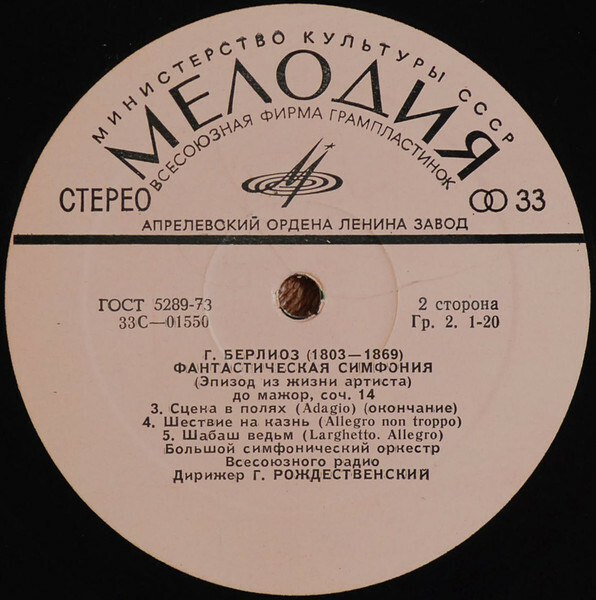 МИНИСТЕРСТВО КУЛЬТУРЫ СССР
МЕЛОДИЯ
ВСЕСОЮЗНАЯ ФИРМА ГРАМПЛАСТИНОК
СТЕРЕО
33
АПРЕЛЕВСКИЙ ОРДЕНА ЛЕНИНА ЗАВОД
ГОСТ 5289-73
33С—01550
2 сторона
Гр. 2. 1-20
Г. БЕРЛИОЗ (1803—1869)
ФАНТАСТИЧЕСКАЯ СИМФОНИЯ
(Эпизод из жизни артиста)
до мажор, соч. 14
3. Сцена в полях (Adagio) (окончание)
4. Шествие на казнь (Allegro non troppo)
5. Шабаш ведьм (Larghetto. Allegro)
Большой симфонический оркестр
Всесоюзного радио
Дирижер Г. РОЖДЕСТВЕНСКИЙ